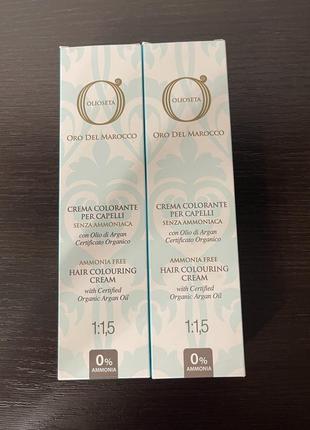 OLIOSETA
ORO DEL MAROCCO
CREMA COLORANTE
PER CAPELLI
SENZA AMMONIACA
con Olio di Argan
Certificato Organico
AMMONIA FREE
HAIR COLOURING
CREAM
with Certified
Organic Argan Oil
1:1,5
0%
AMMONIA
OLIOSETA
ORO DEL MAROCCO
CREMA COLORANTE
PER CAPELLI
SENZA AMMONIACA
con Olio di Argan
Certificato Organico
AMMONIA FREE
HAIR COLOURING
CREAM
with Certified
Organic Argan Oil
1:1,5
0%
AMMONIA